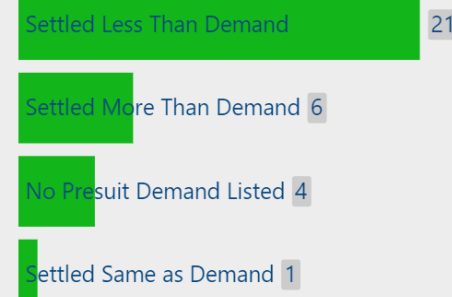 Settled Less Than Demand 21
Settled More Than Demand 6
No Presuit Demand Listed 4
Settled Same as Demand 1